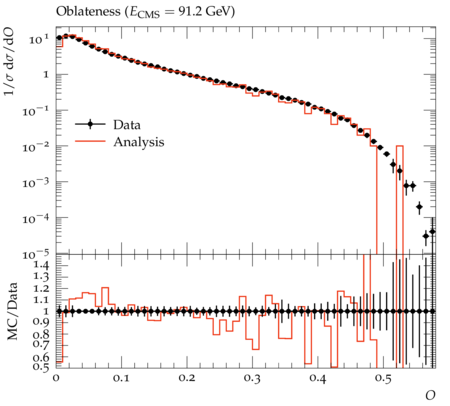 Oblateness (E_CMS = 91.2 GeV)
1/σ dσ/dO
10^1
1
10^−1
10^−2
10^−3
10^−4
10^−5
Data
Analysis
MC/Data
1.4
1.3
1.2
1.1
1
0.9
0.8
0.7
0.6
0.5
0 0.1 0.2 0.3 0.4 0.5
O